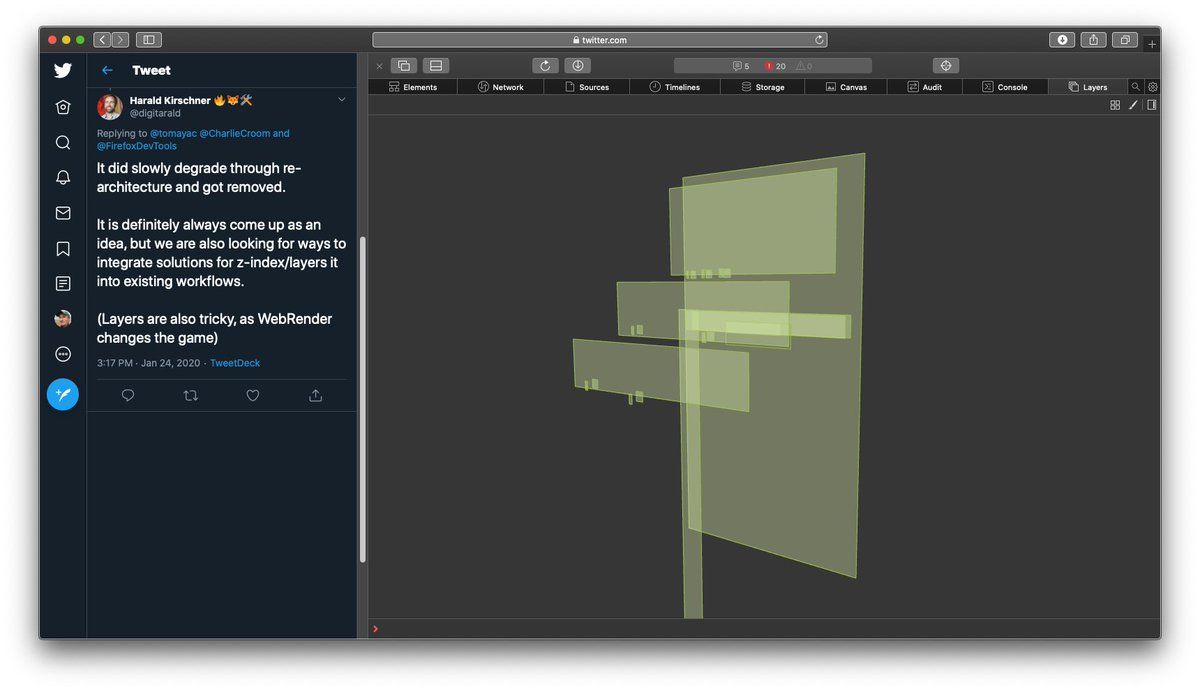 twitter.com
Tweet
Harald Kirschner 🔥🦊🛠
@digitarald
Replying to @tomayac @CharlieCroom and
@FirefoxDevTools
It did slowly degrade through re-
architecture and got removed.
It is definitely always come up as an
idea, but we are also looking for ways to
integrate solutions for z-index/layers it
into existing workflows.
(Layers are also tricky, as WebRender
changes the game)
3:17 PM · Jan 24, 2020 · TweetDeck
5 20 0
Elements Network Sources Timelines Storage Canvas Audit Console Layers